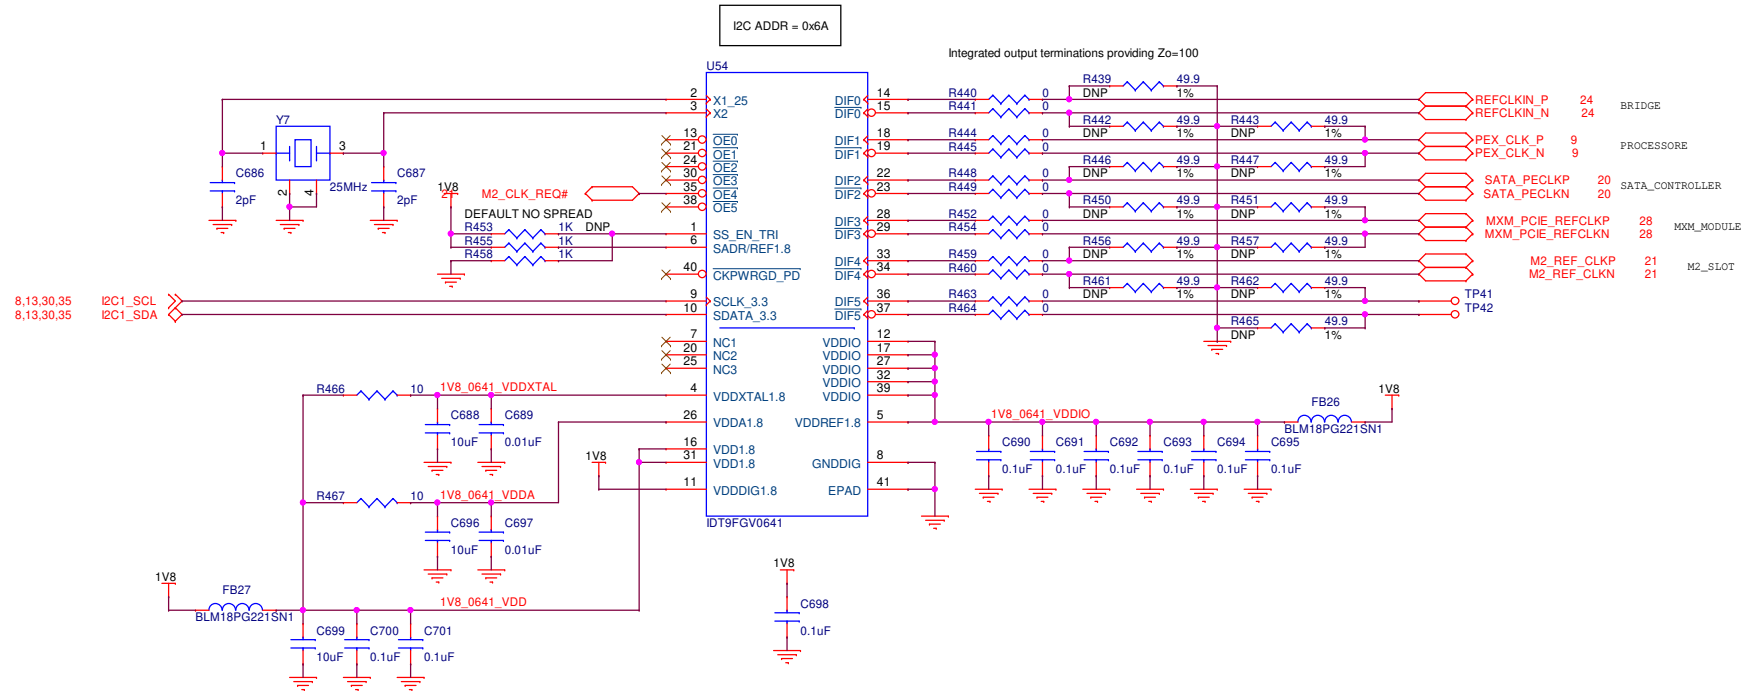 I2C ADDR = 0x6A
Integrated output terminations providing Zo=100
U54
R439 49.9
DNP 1%
2 X1_25 DIF0 14 R440 0 REFCLKIN_P 24
3 X2 DIF0 15 R441 0 REFCLKIN_N 24
BRIDGE
R442 49.9 R443 49.9
DNP 1% DNP 1%
Y7
1 3
2 4
25MHz
C686
2pF
C687
2pF
13 OE0 DIF1 18 R444 0 PEX_CLK_P 9
21 OE1 DIF1 19 R445 0 PEX_CLK_N 9
PROCESSORE
R446 49.9 R447 49.9
DNP 1% DNP 1%
24 OE2
30 OE3 DIF2 22 R448 0 SATA_PECLKP 20
1V8
21 M2_CLK_REQ# 35 OE4 DIF2 23 R449 0 SATA_PECLKN 20
SATA_CONTROLLER
38 OE5
R450 49.9 R451 49.9
DNP 1% DNP 1%
DEFAULT NO SPREAD
R453 1K DNP 1 SS_EN_TRI DIF3 28 R452 0 MXM_PCIE_REFCLKP 28
R455 1K 6 SADR/REF1.8 DIF3 29 R454 0 MXM_PCIE_REFCLKN 28
MXM_MODULE
R458 1K
R456 49.9 R457 49.9
DNP 1% DNP 1%
40 CKPWRGD_PD DIF4 33 R459 0 M2_REF_CLKP 21
DIF4 34 R460 0 M2_REF_CLKN 21
M2_SLOT
R461 49.9 R462 49.9
DNP 1% DNP 1%
8,13,30,35 I2C1_SCL 9 SCLK_3.3 DIF5 36 R463 0 TP41
8,13,30,35 I2C1_SDA 10 SDATA_3.3 DIF5 37 R464 0 TP42
R465 49.9
DNP 1%
7 NC1 VDDIO 12
20 NC2 VDDIO 17
25 NC3 VDDIO 27
VDDIO 32
VDDIO 39
R466 10 1V8_0641_VDDXTAL 4 VDDXTAL1.8
C688 C689
10uF 0.01uF
26 VDDA1.8 VDDREF1.8 5
1V8_0641_VDDIO
FB26
BLM18PG221SN1
1V8
C690 C691 C692 C693 C694 C695
0.1uF 0.1uF 0.1uF 0.1uF 0.1uF 0.1uF
16 VDD1.8
31 VDD1.8 GNDDIG 8
1V8
11 VDDDIG1.8 EPAD 41
R467 10 1V8_0641_VDDA
C696 C697
10uF 0.01uF
IDT9FGV0641
1V8
FB27
BLM18PG221SN1
1V8_0641_VDD
C699 C700 C701
10uF 0.1uF 0.1uF
1V8
C698
0.1uF